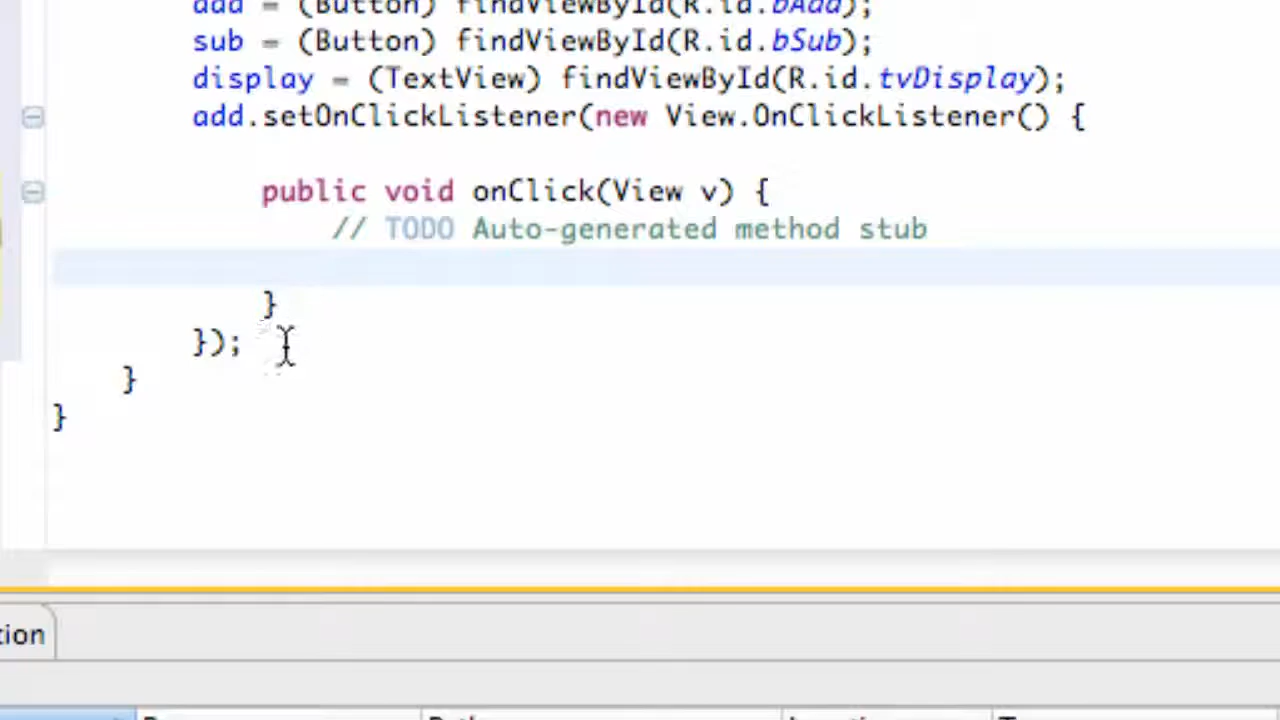 add = (Button) findViewById(R.id.bAdd);
sub = (Button) findViewById(R.id.bSub);
display = (TextView) findViewById(R.id.tvDisplay);
add.setOnClickListener(new View.OnClickListener() {
public void onClick(View v) {
// TODO Auto-generated method stub
}
});
}
}
tion